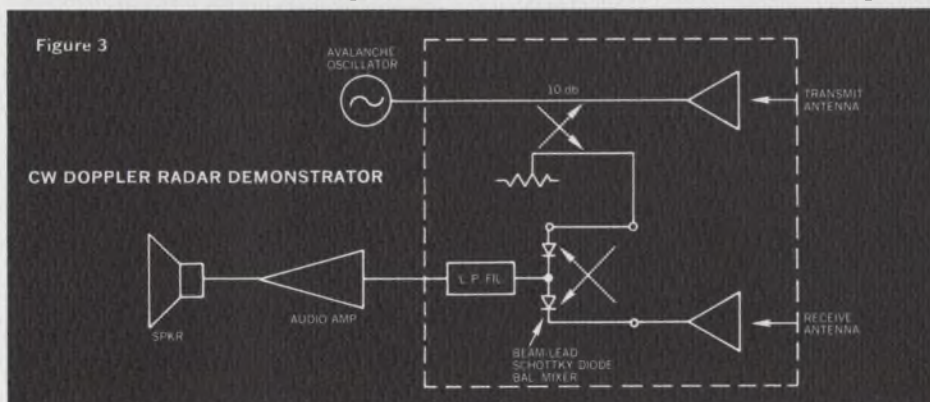 Figure 3
AVALANCHE
OSCILLATOR
10 db
TRANSMIT
ANTENNA
CW DOPPLER RADAR DEMONSTRATOR
L. P. FIL.
SPKR
AUDIO AMP
BEAM-LEAD
SCHOTTKY DIODE
BAL. MIXER
RECEIVE
ANTENNA